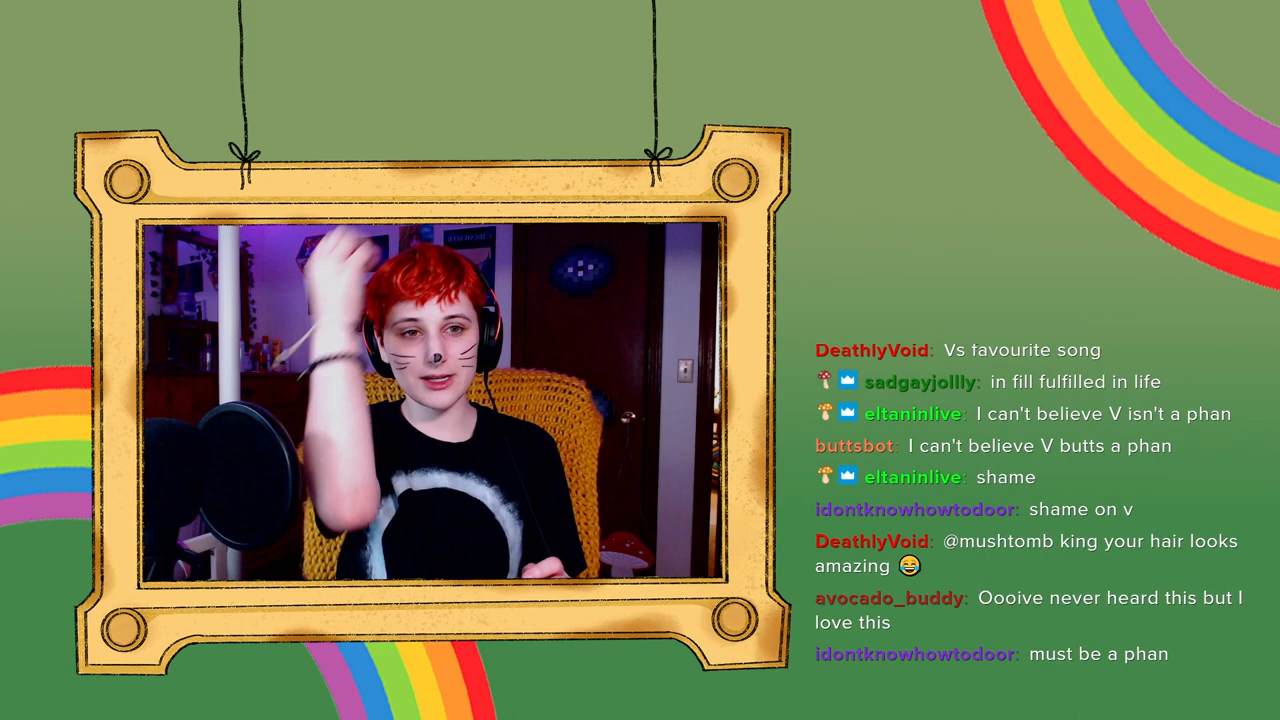 DeathlyVoid: Vs favourite song
sadgayjollly: in fill fulfilled in life
eltaninlive: I can't believe V isn't a phan
buttsbot: I can't believe V butts a phan
eltaninlive: shame
idontknowhowtodoor: shame on v
DeathlyVoid: @mushtomb king your hair looks
amazing 😂
avocado_buddy: Oooive never heard this but I
love this
idontknowhowtodoor: must be a phan